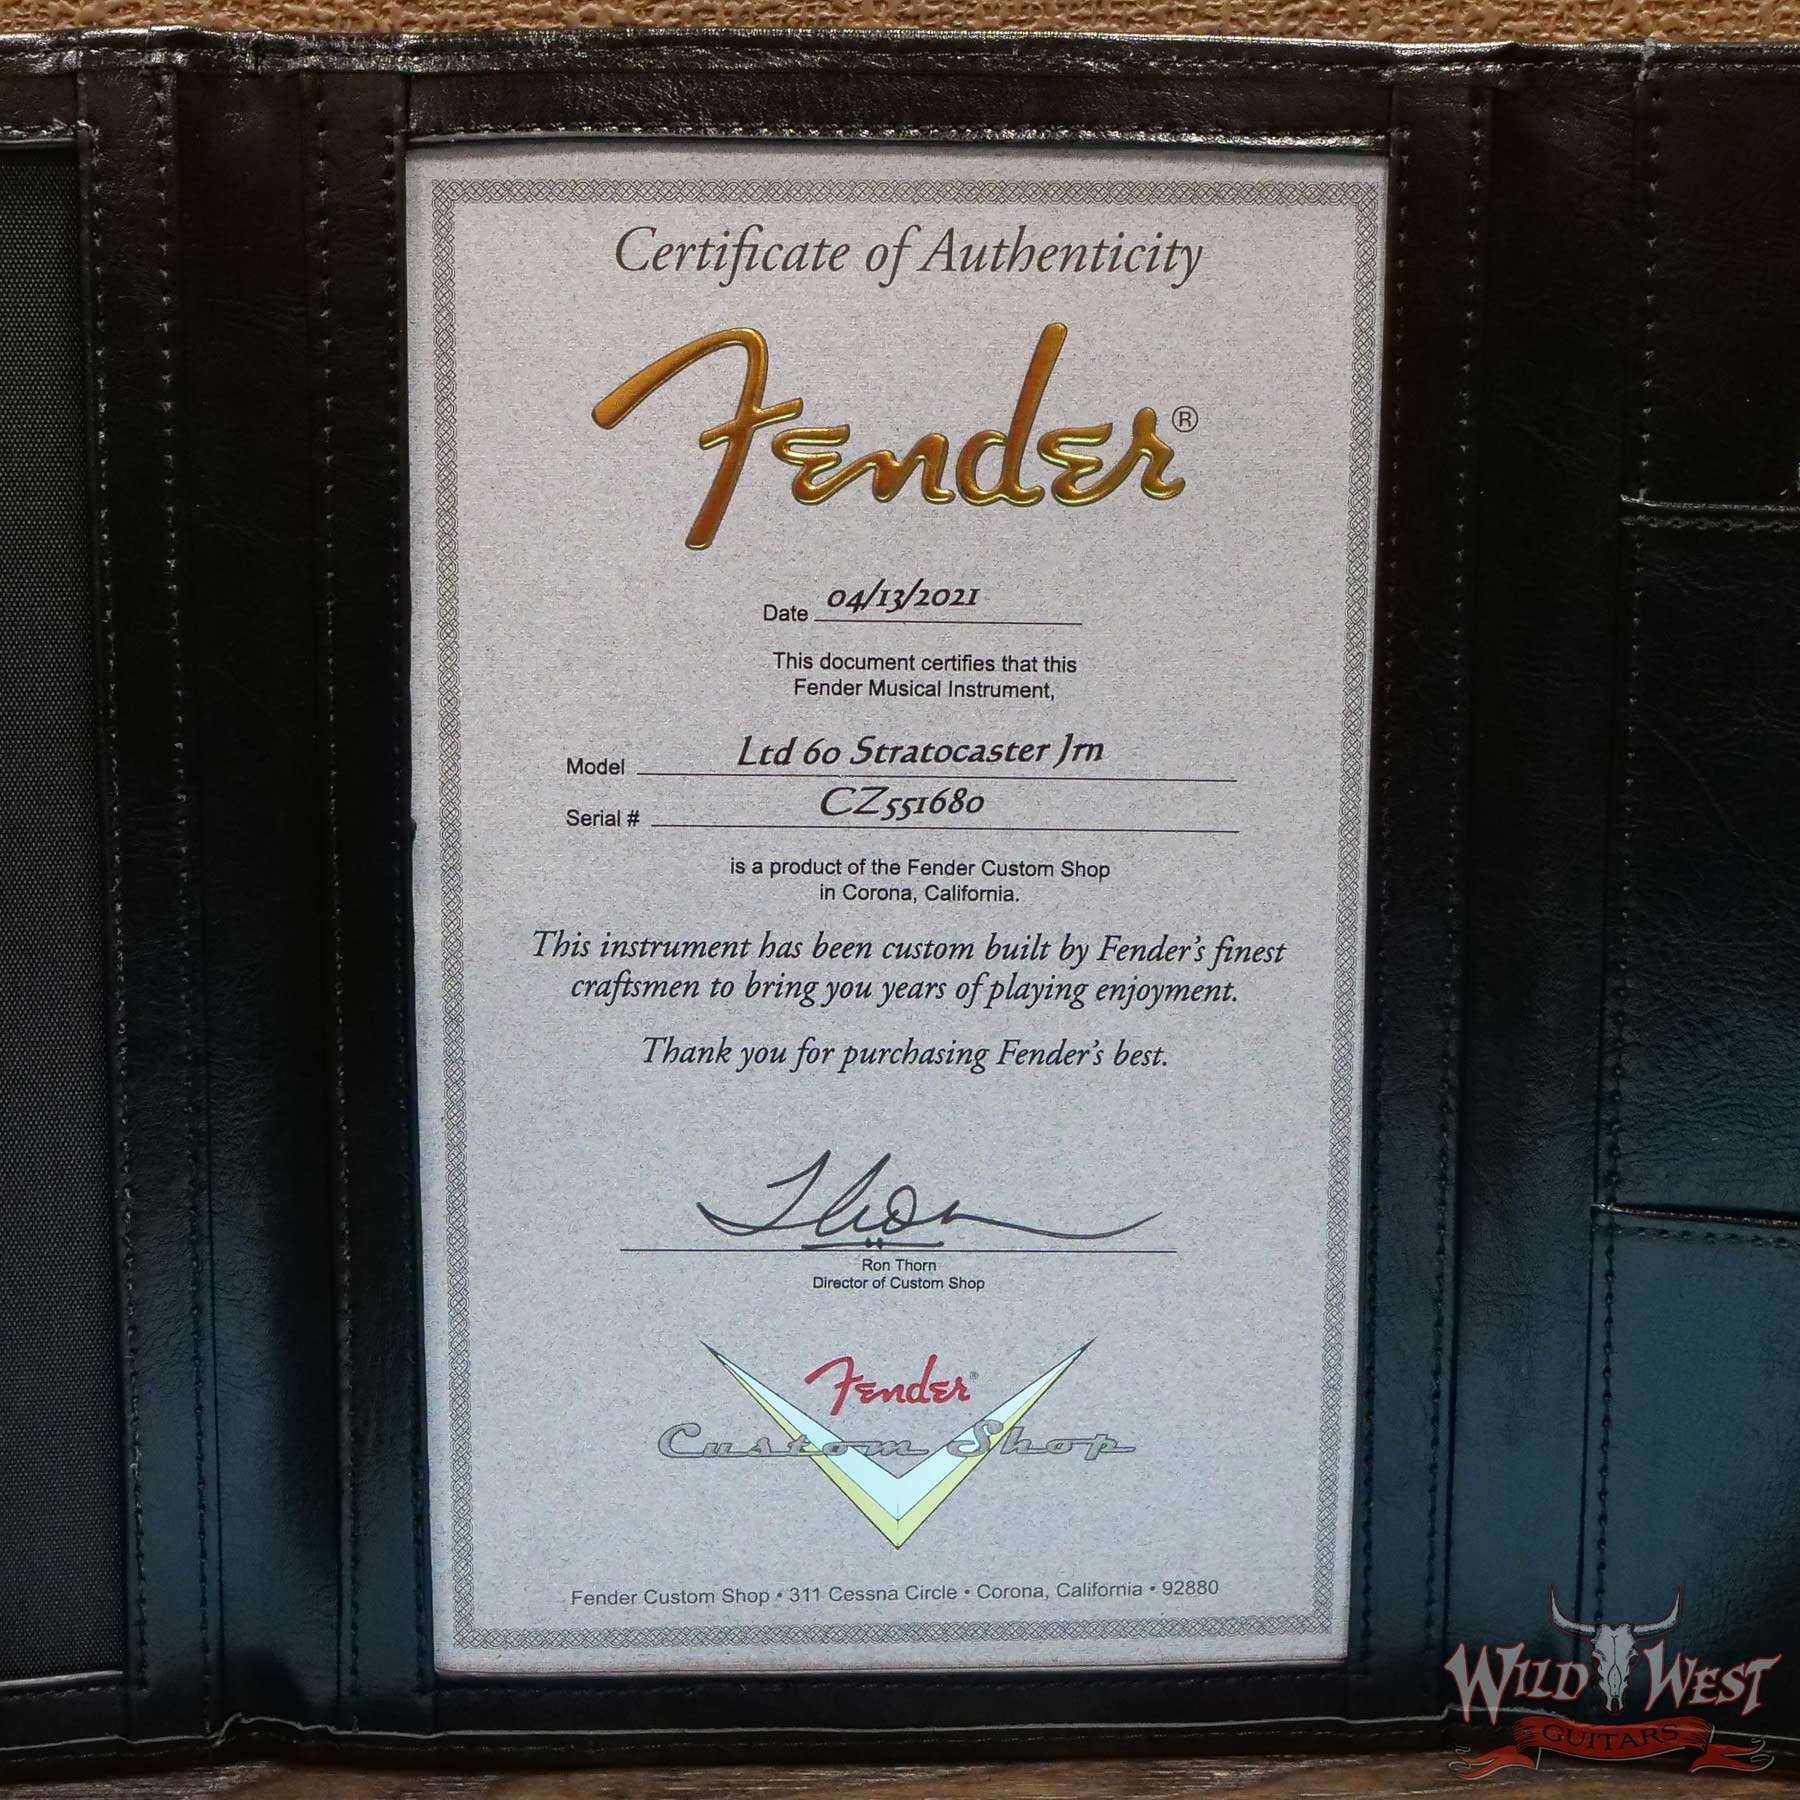 Certificate of Authenticity
Fender®
Date 04/13/2021
This document certifies that this
Fender Musical Instrument,
Model Ltd 60 Stratocaster Jrn
Serial # CZ551680
is a product of the Fender Custom Shop
in Corona, California.
This instrument has been custom built by Fender's finest
craftsmen to bring you years of playing enjoyment.
Thank you for purchasing Fender's best.
Thorn
Ron Thorn
Director of Custom Shop
Fender®
Custom Shop
Fender Custom Shop • 311 Cessna Circle • Corona, California • 92880
WILD WEST
GUITARS